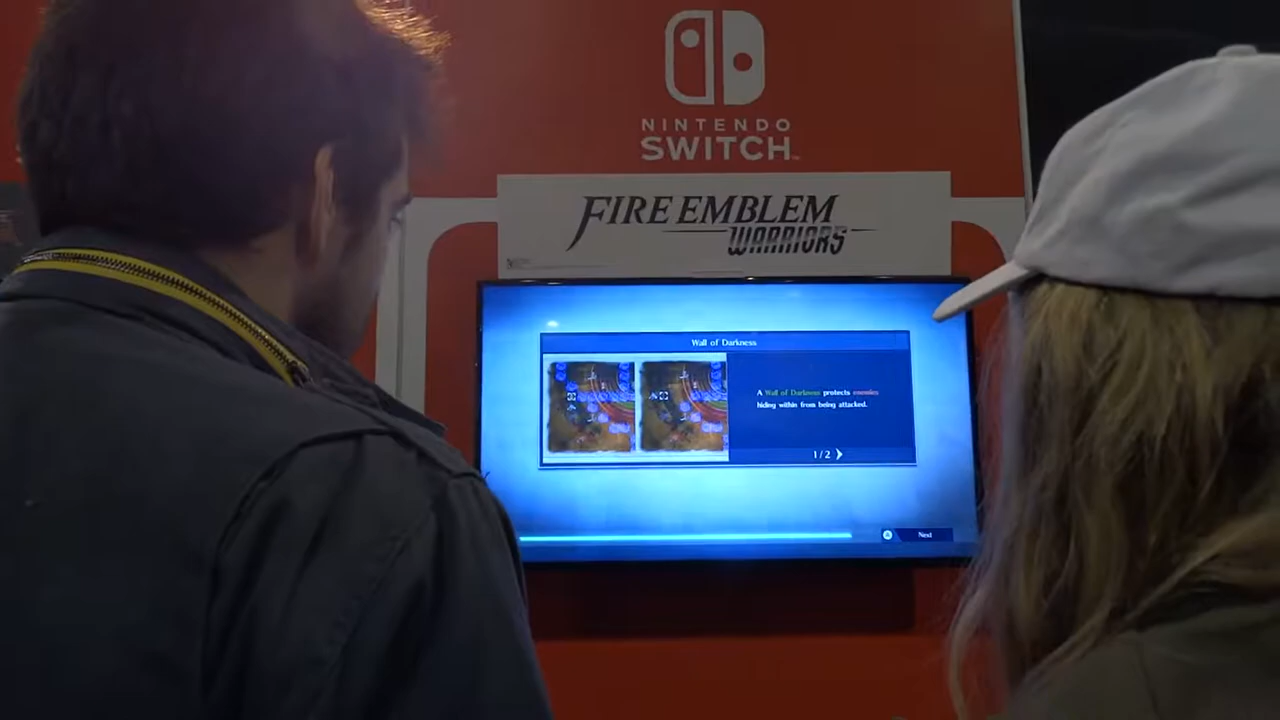 NINTENDO
SWITCH
FIRE EMBLEM
WARRIORS
Wall of Darkness
A Wall of Darkness protects enemies
hiding within from being attacked.
1/2
A Next